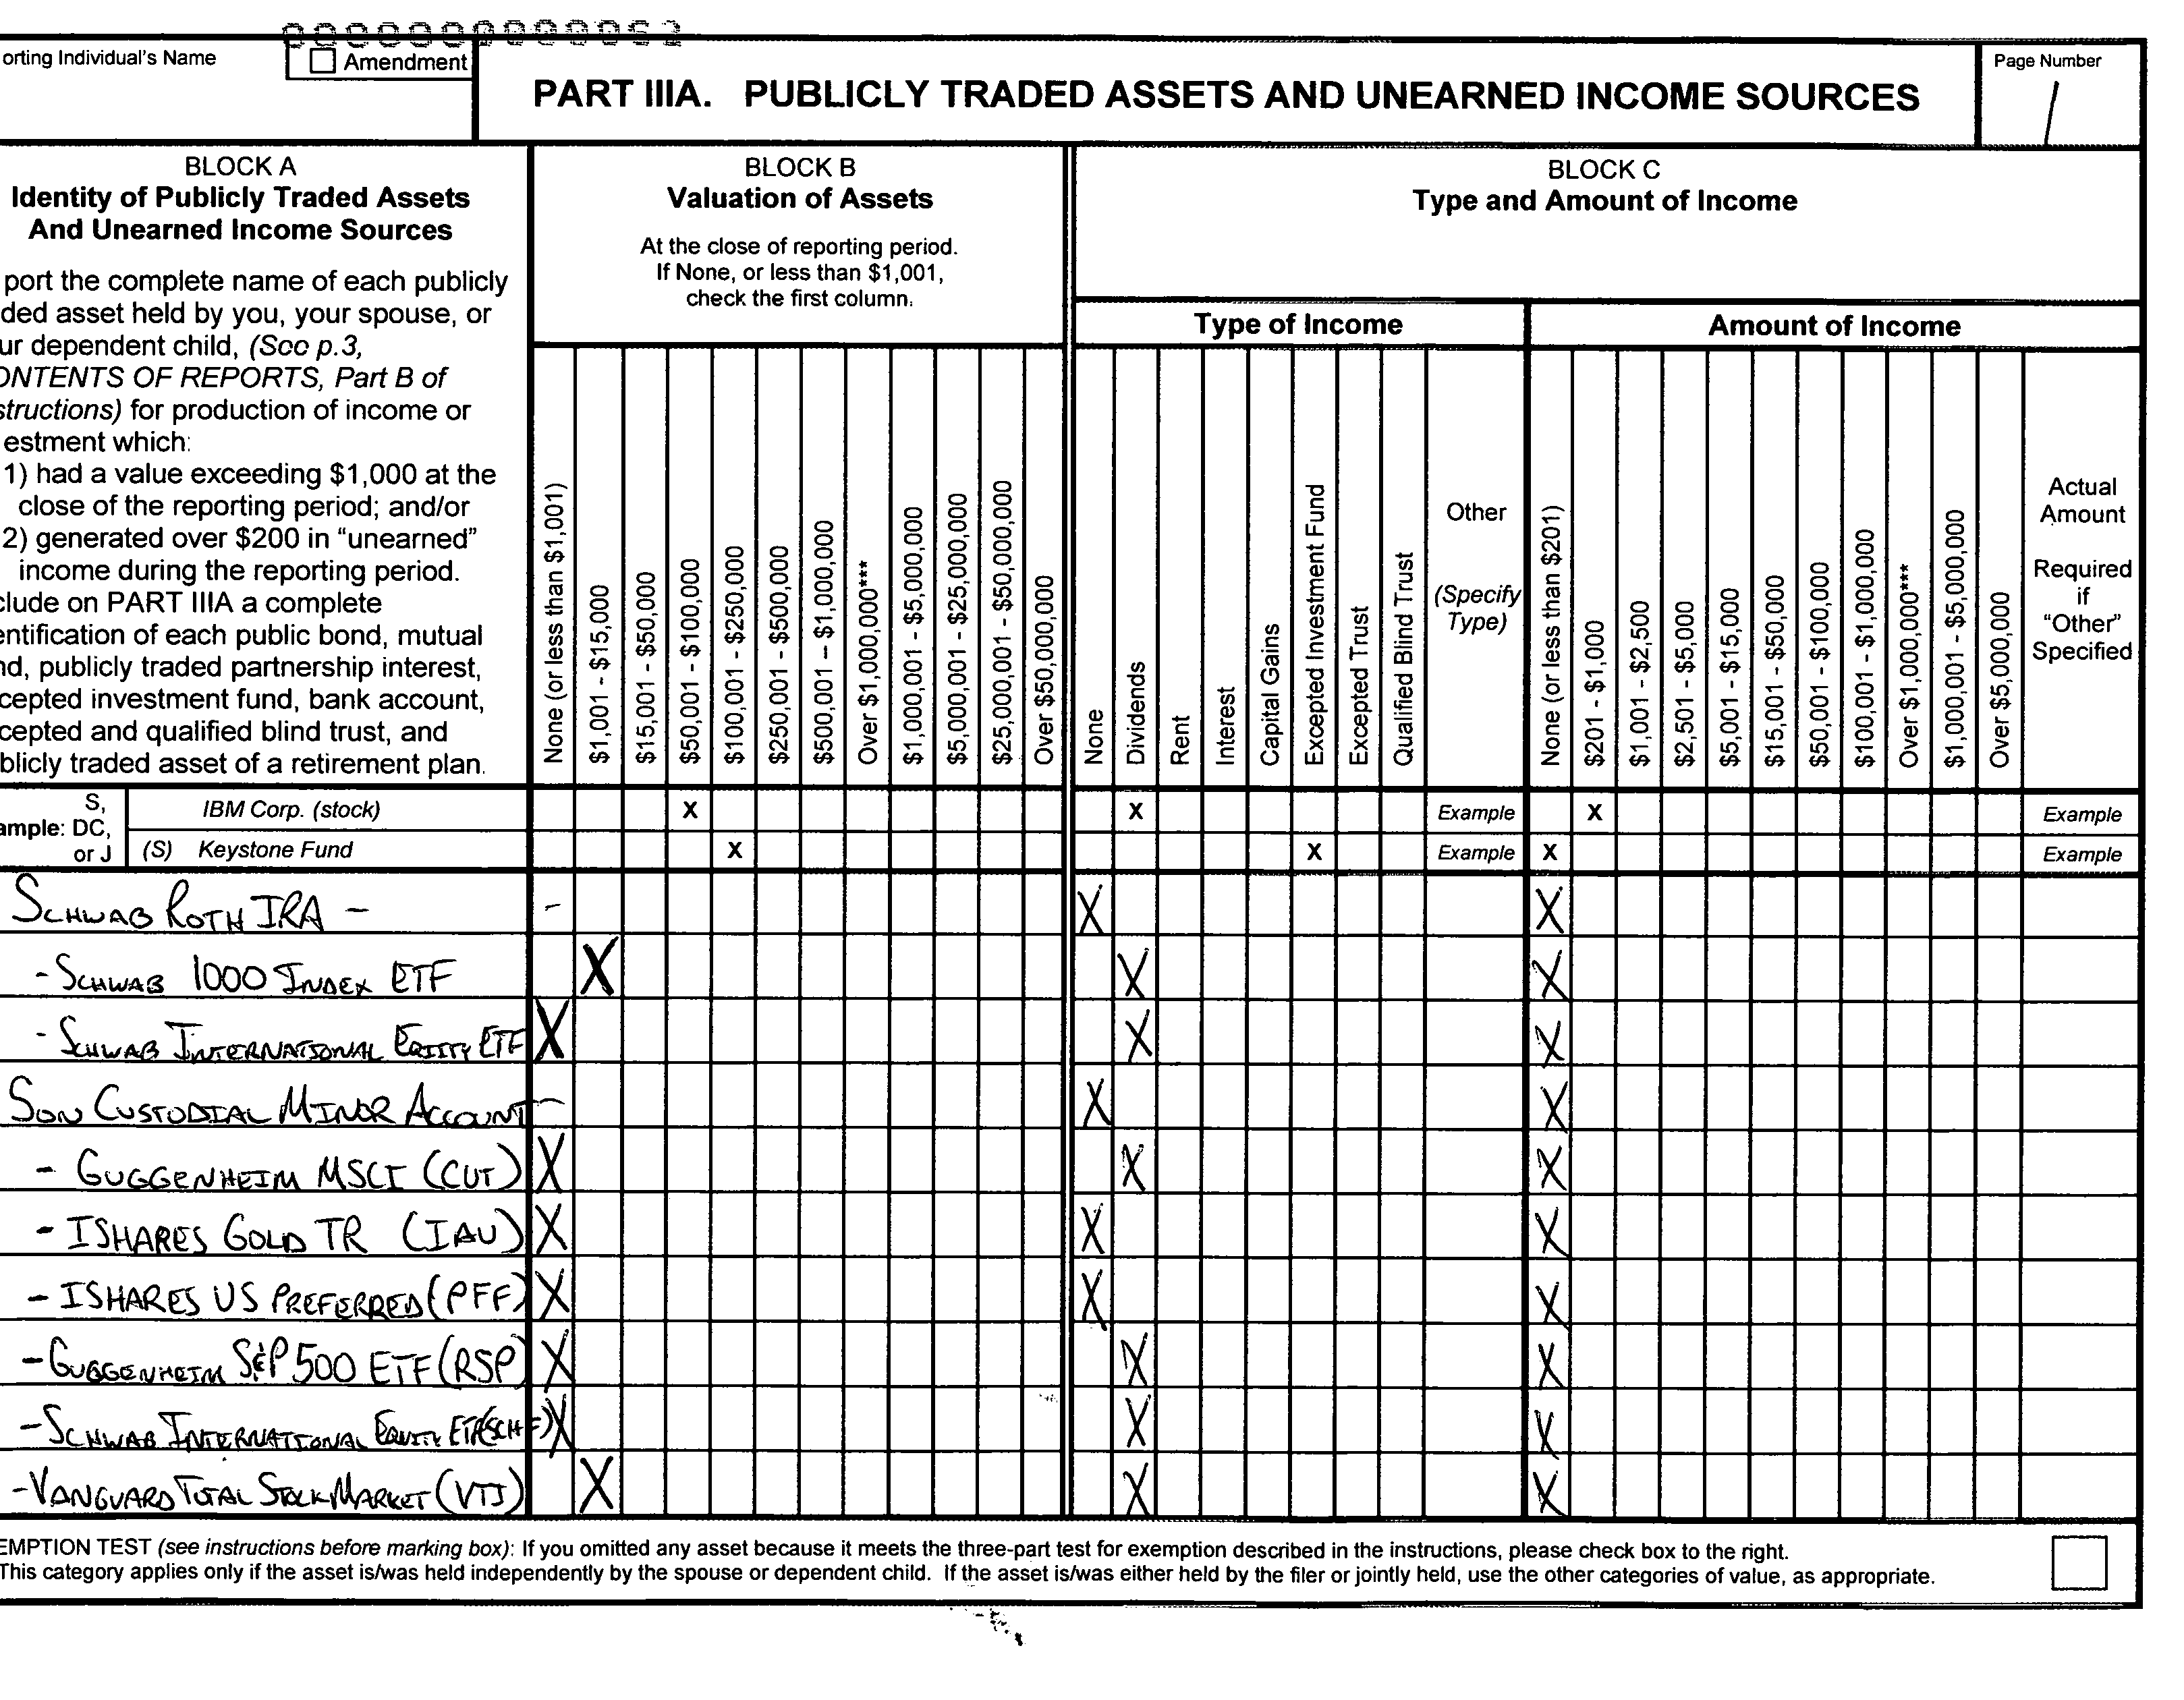 0000000000052
orting Individual's Name
Amendment
PART IIIA. PUBLICLY TRADED ASSETS AND UNEARNED INCOME SOURCES
Page Number
1
BLOCK A
Identity of Publicly Traded Assets
And Unearned Income Sources
port the complete name of each publicly
ded asset held by you, your spouse, or
ur dependent child, (See p.3,
ONTENTS OF REPORTS, Part B of
structions) for production of income or
estment which:
1) had a value exceeding $1,000 at the
close of the reporting period; and/or
2) generated over $200 in "unearned"
income during the reporting period.
clude on PART IIIA a complete
entification of each public bond, mutual
nd, publicly traded partnership interest,
cepted investment fund, bank account,
cepted and qualified blind trust, and
blicly traded asset of a retirement plan.
BLOCK B
Valuation of Assets
At the close of reporting period.
If None, or less than $1,001,
check the first column.
None (or less than $1,001)
$1,001 - $15,000
$15,001 - $50,000
$50,001 - $100,000
$100,001 - $250,000
$250,001 - $500,000
$500,001 – $1,000,000
Over $1,000,000***
$1,000,001 - $5,000,000
$5,000,001 - $25,000,000
$25,000,001 - $50,000,000
Over $50,000,000
BLOCK C
Type and Amount of Income
Type of Income
None
Dividends
Rent
Interest
Capital Gains
Excepted Investment Fund
Excepted Trust
Qualified Blind Trust
Other
(Specify
Type)
Amount of Income
None (or less than $201)
$201 - $1,000
$1,001 - $2,500
$2,501 - $5,000
$5,001 - $15,000
$15,001 - $50,000
$50,001 - $100,000
$100,001 - $1,000,000
Over $1,000,000***
$1,000,001 - $5,000,000
Over $5,000,000
Actual
Amount
Required
if
"Other"
Specified
ample: S, DC, or J
IBM Corp. (stock) X X Example X Example
(S) Keystone Fund X X Example X Example
SCHWAB ROTH IRA - - X X
- SCHWAB 1000 INDEX ETF X X X
- SCHWAB INTERNATIONAL EQUITY ETF X X X
SON CUSTODIAL MINOR ACCOUNT - X X
- GUGGENHEIM MSCI (CUT) X X X
- ISHARES GOLD TR (IAU) X X X
- ISHARES US PREFERRED (PFF) X X X
- GUGGENHEIM S&P 500 ETF (RSP) X X X
- SCHWAB INTERNATIONAL EQUITY ETF (SCHF) X X X
- VANGUARD TOTAL STOCK MARKET (VTI) X X X
EMPTION TEST (see instructions before marking box): If you omitted any asset because it meets the three-part test for exemption described in the instructions, please check box to the right.
This category applies only if the asset is/was held independently by the spouse or dependent child. If the asset is/was either held by the filer or jointly held, use the other categories of value, as appropriate.